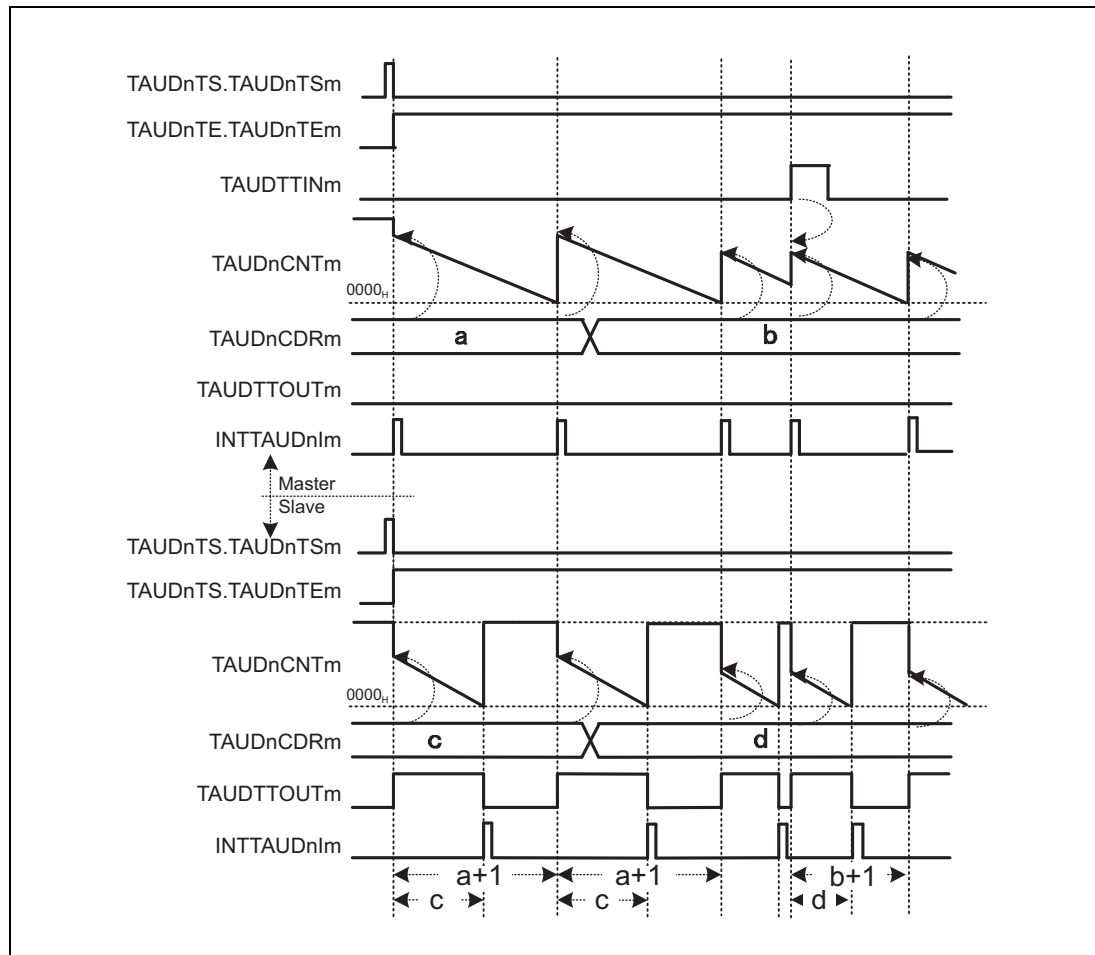 TAUDnTS.TAUDnTSm
TAUDnTE.TAUDnTEm
TAUDTTINm
TAUDnCNTm
0000H
TAUDnCDRm
a
b
TAUDTTOUTm
INTTAUDnIm
Master
Slave
TAUDnTS.TAUDnTSm
TAUDnTS.TAUDnTEm
TAUDnCNTm
0000H
TAUDnCDRm
c
d
TAUDTTOUTm
INTTAUDnIm
a+1
a+1
b+1
c
c
d